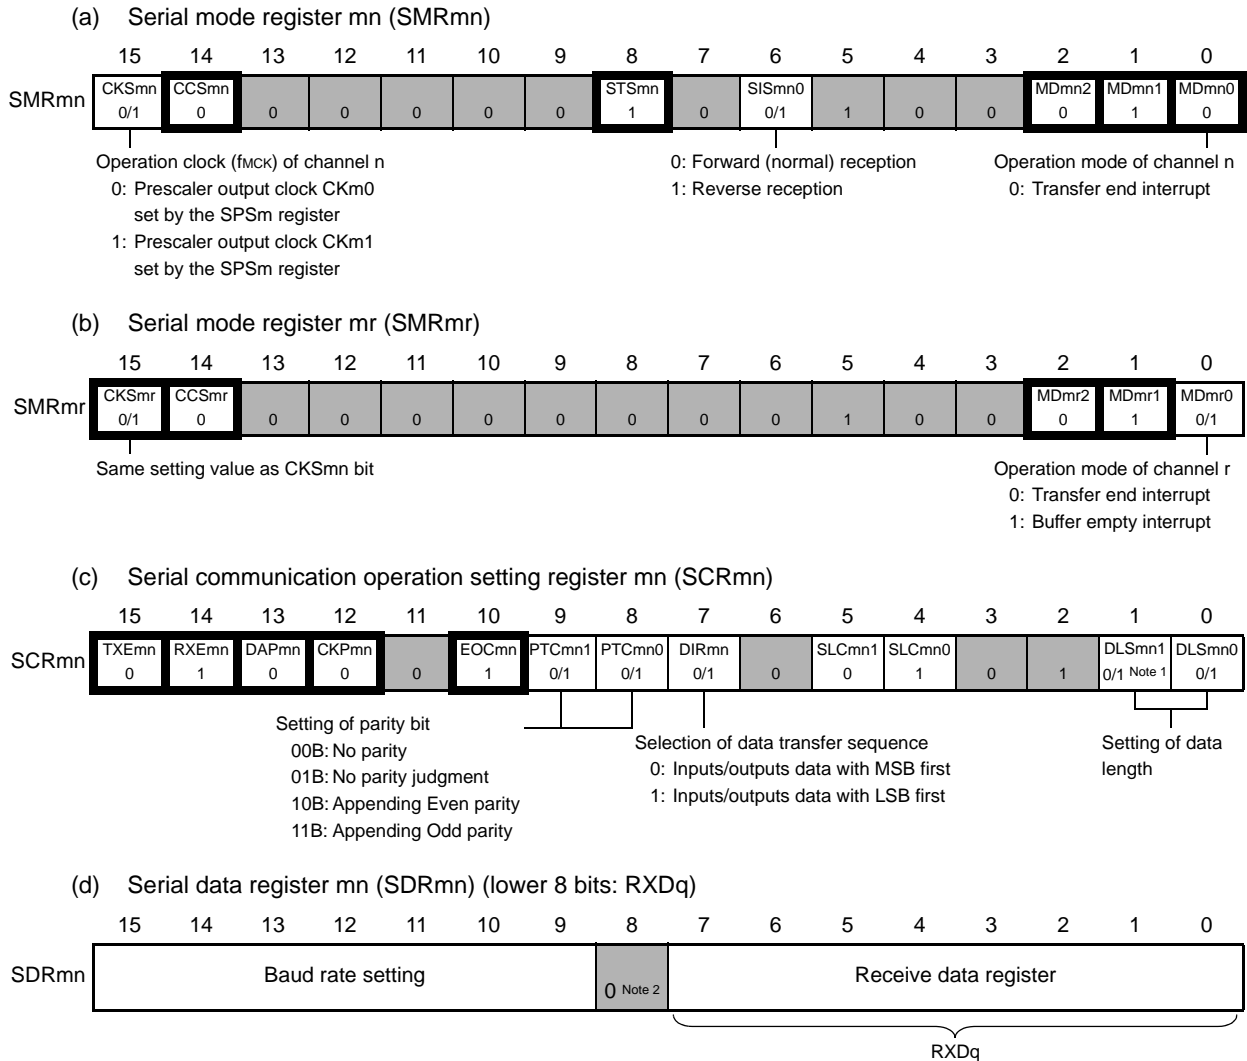 (a) Serial mode register mn (SMRmn)
15 14 13 12 11 10 9 8 7 6 5 4 3 2 1 0
SMRmn CKSmn CCSmn STSmn SISmn0 MDmn2 MDmn1 MDmn0
0/1 0 0 0 0 0 0 1 0 0/1 1 0 0 0 1 0
Operation clock (fMCK) of channel n
0: Prescaler output clock CKm0
set by the SPSm register
1: Prescaler output clock CKm1
set by the SPSm register
0: Forward (normal) reception
1: Reverse reception
Operation mode of channel n
0: Transfer end interrupt
(b) Serial mode register mr (SMRmr)
15 14 13 12 11 10 9 8 7 6 5 4 3 2 1 0
SMRmr CKSmr CCSmr MDmr2 MDmr1 MDmr0
0/1 0 0 0 0 0 0 0 0 0 1 0 0 0 1 0/1
Same setting value as CKSmn bit
Operation mode of channel r
0: Transfer end interrupt
1: Buffer empty interrupt
(c) Serial communication operation setting register mn (SCRmn)
15 14 13 12 11 10 9 8 7 6 5 4 3 2 1 0
SCRmn TXEmn RXEmn DAPmn CKPmn EOCmn PTCmn1 PTCmn0 DIRmn SLCmn1 SLCmn0 DLSmn1 DLSmn0
0 1 0 0 0 1 0/1 0/1 0/1 0 0 1 0 1 0/1 Note 1 0/1
Setting of parity bit
00B: No parity
01B: No parity judgment
10B: Appending Even parity
11B: Appending Odd parity
Selection of data transfer sequence
0: Inputs/outputs data with MSB first
1: Inputs/outputs data with LSB first
Setting of data
length
(d) Serial data register mn (SDRmn) (lower 8 bits: RXDq)
15 14 13 12 11 10 9 8 7 6 5 4 3 2 1 0
SDRmn Baud rate setting 0 Note 2 Receive data register
RXDq